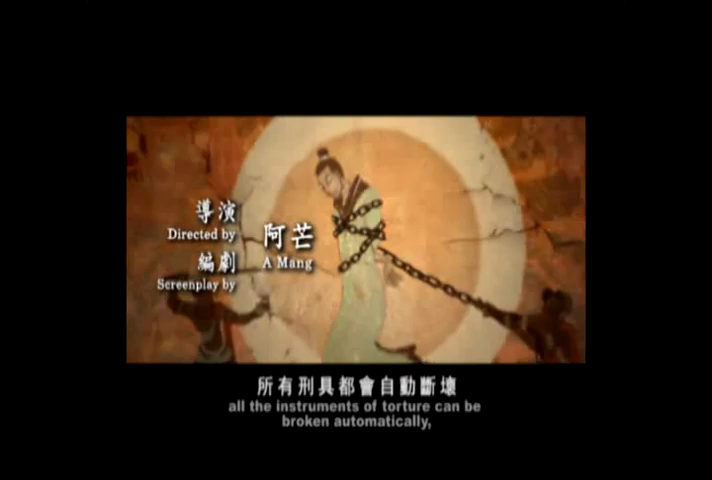 導演
Directed by
阿芒
A Mang
編劇
Screenplay by
所有刑具都會自動斷壞
all the instruments of torture can be
broken automatically,